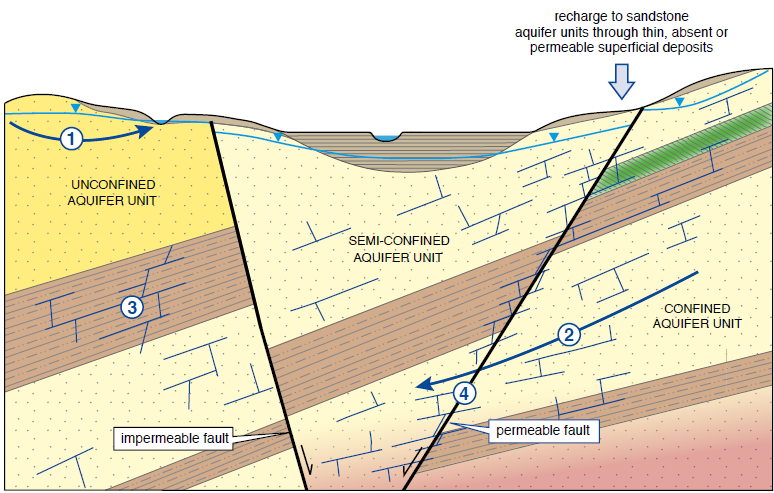 recharge to sandstone
aquifer units through thin, absent or
permeable superficial deposits
1
UNCONFINED
AQUIFER UNIT
SEMI-CONFINED
AQUIFER UNIT
3
CONFINED
AQUIFER UNIT
2
4
impermeable fault
permeable fault